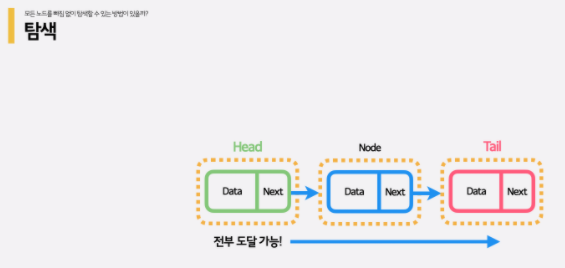 모든 노드를 빠짐 없이 탐색할 수 있는 방법이 있을까?
탐색
Head
Node
Tail
Data Next
Data Next
Data Next
전부 도달 가능!